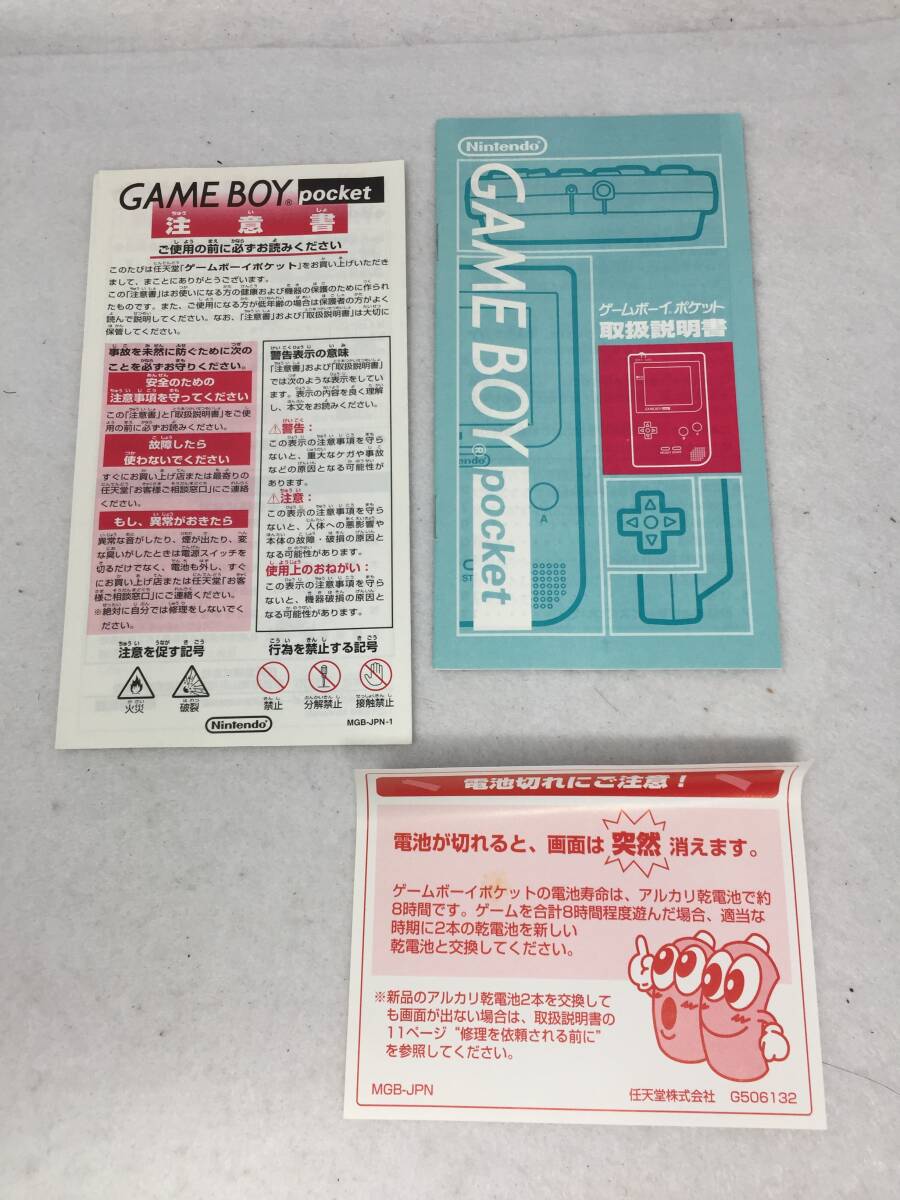 GAME BOY® pocket
注意書
ご使用の前に必ずお読みください
このたびは任天堂「ゲームボーイポケット」をお買い上げいただき
まして、まことにありがとうございます。
この「注意書」はお使いになる方の健康および機器の保護のために作られ
たものです。また、ご使用になる方が低年齢の場合は保護者の方がよく
読んで説明してください。なお、「注意書」および「取扱説明書」は大切に
保管してください。
事故を未然に防ぐために次の
ことを必ずお守りください。
安全のための
注意事項を守ってください
この「注意書」と「取扱説明書」をご使
用の前に必ずお読みください。
故障したら
使わないでください
すぐにお買い上げ店または最寄りの
任天堂「お客様ご相談窓口」にご連絡
ください。
もし、異常がおきたら
異常な音がしたり、煙が出たり、変
な臭いがしたときは電源スイッチを
切るだけでなく、電池も外し、すぐ
にお買い上げ店または任天堂「お客
様ご相談窓口」にご連絡ください。
※絶対に自分では修理をしないでく
ださい。
警告表示の意味
「注意書」および「取扱説明書」
では次のような表示をしてい
ます。表示の内容を良く理解
し、本文をお読みください。
⚠警告：
この表示の注意事項を守ら
ないと、重大なケガや事故
などの原因となる可能性が
あります。
⚠注意：
この表示の注意事項を守ら
ないと、人体への悪影響や
本体の故障・破損の原因と
なる可能性があります。
使用上のおねがい：
この表示の注意事項を守ら
ないと、機器破損の原因と
なる可能性があります。
注意を促す記号
火災
破裂
行為を禁止する記号
禁止
分解禁止
接触禁止
Nintendo
MGB-JPN-1
Nintendo
GAME BOY® pocket
ゲームボーイ。ポケット
取扱説明書
GAME BOY pocket
B A
SELECT START
ndo
A
ST
電池切れにご注意！
電池が切れると、画面は 突然 消えます。
ゲームボーイポケットの電池寿命は、アルカリ乾電池で約
8時間です。ゲームを合計8時間程度遊んだ場合、適当な
時期に2本の乾電池を新しい
乾電池と交換してください。
※新品のアルカリ乾電池2本を交換して
も画面が出ない場合は、取扱説明書の
11ページ“修理を依頼される前に”
を参照してください。
MGB-JPN
任天堂株式会社 G506132